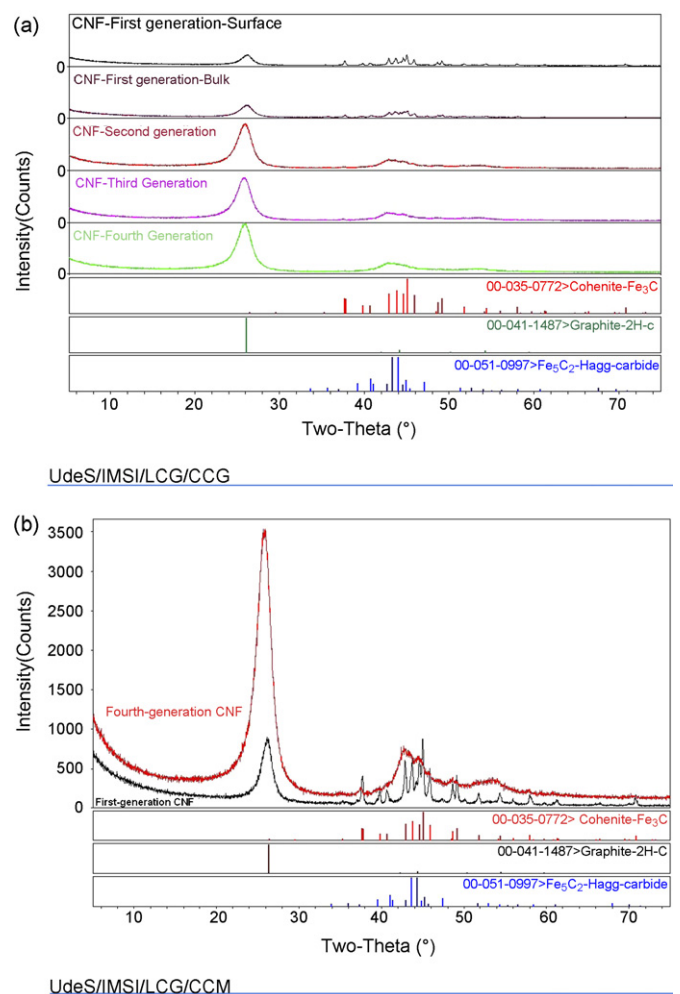 (a)
CNF-First generation-Surface
0
CNF-First generation-Bulk
0
CNF-Second generation
0
CNF-Third Generation
0
CNF-Fourth Generation
0
Intensity(Counts)
00-035-0772>Cohenite-Fe₃C
00-041-1487>Graphite-2H-c
00-051-0997>Fe₅C₂-Hagg-carbide
10 20 30 40 50 60 70
Two-Theta (°)
UdeS/IMSI/LCG/CCG
(b)
3500
3000
2500
2000
1500
1000
500
0
Intensity(Counts)
Fourth-generation CNF
First-generation CNF
00-035-0772> Cohenite-Fe₃C
00-041-1487>Graphite-2H-C
00-051-0997>Fe₅C₂-Hagg-carbide
10 20 30 40 50 60 70
Two-Theta (°)
UdeS/IMSI/LCG/CCM